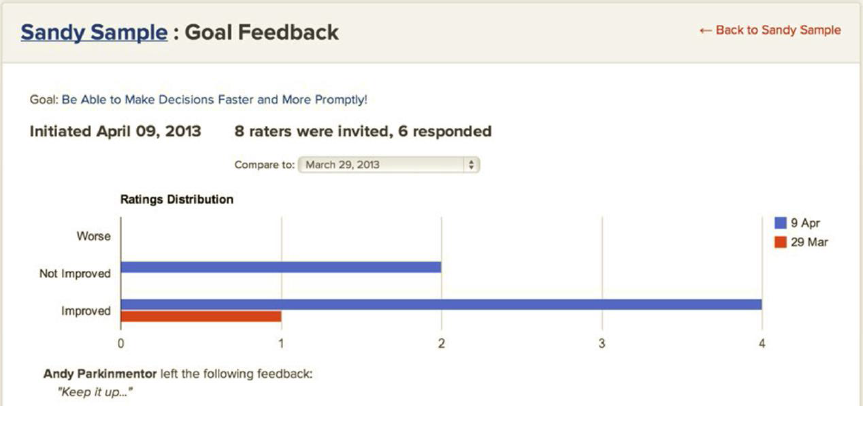 Sandy Sample : Goal Feedback
← Back to Sandy Sample
Goal: Be Able to Make Decisions Faster and More Promptly!
Initiated April 09, 2013 8 raters were invited, 6 responded
Compare to: March 29, 2013
Ratings Distribution
9 Apr
29 Mar
Worse
Not Improved
Improved
0 1 2 3 4
Andy Parkinmentor left the following feedback:
"Keep it up..."